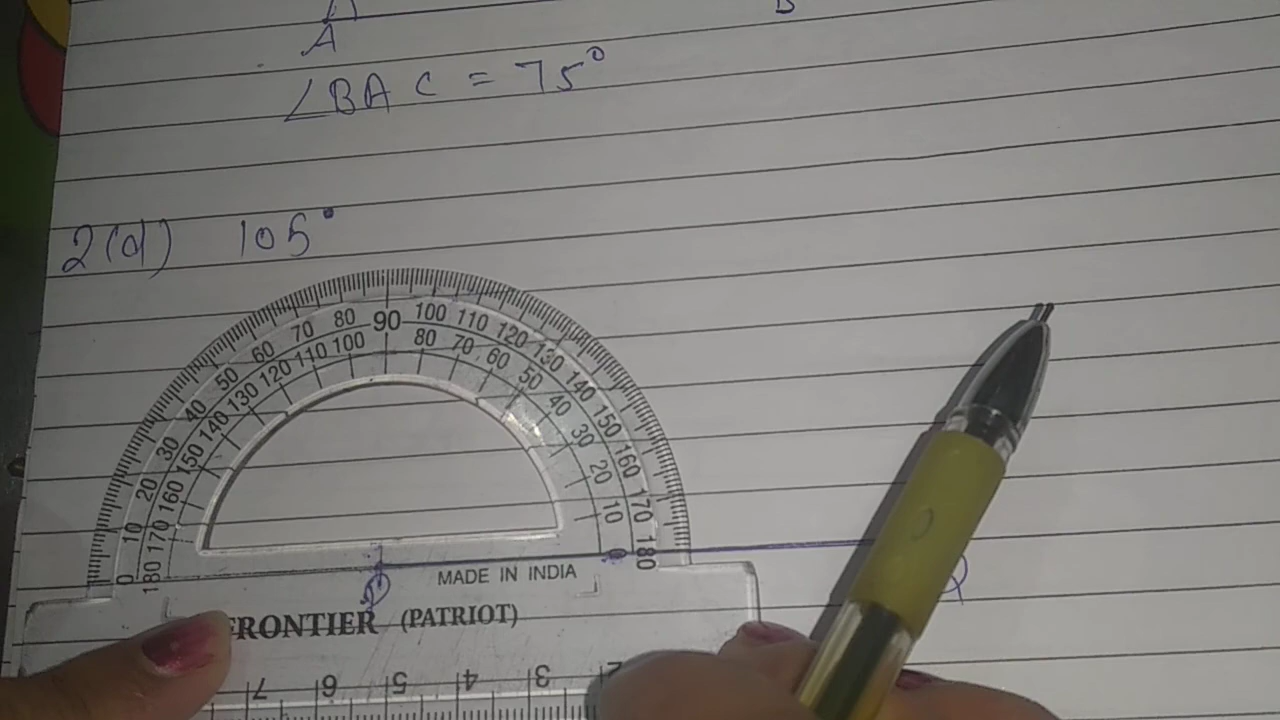 A B
∠BAC = 75°
2(d) 105°
0 10 20 30 40 50 60 70 80 90 100 110 120 130 140 150 160 170 180
180 170 160 150 140 130 120 110 100 80 70 60 50 40 30 20 10 0
MADE IN INDIA
FRONTIER (PATRIOT)
7 6 5 4 3 2